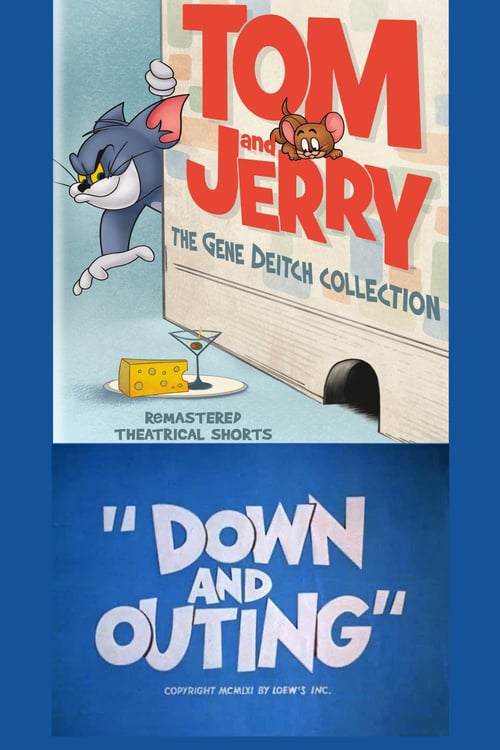 TOM
and
JERRY
THE GENE DEITCH COLLECTION
REMASTERED
THEATRICAL SHORTS
"DOWN
AND
OUTING"
COPYRIGHT MCMLXI BY LOEW'S INC.